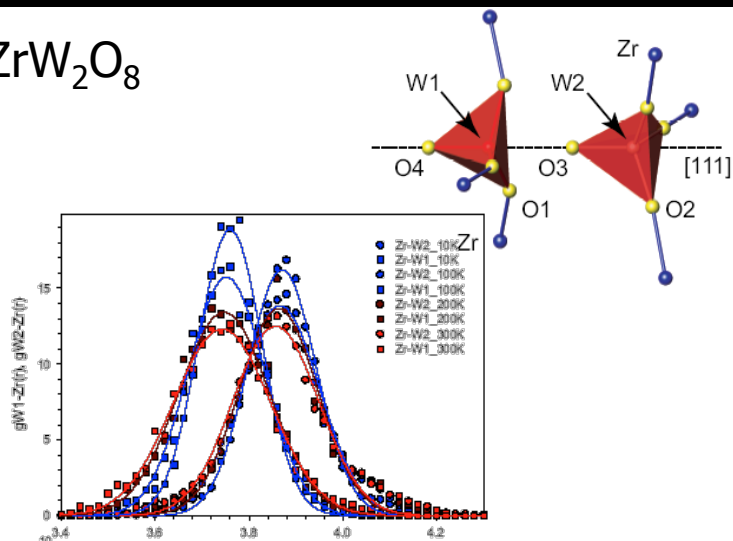 ZrW2O8
Zr
W1
W2
O4
O3
[111]
O1
O2
Zr
Zr-W2_10K
Zr-W1_10K
Zr-W2_100K
Zr-W1_100K
Zr-W2_200K
Zr-W1_200K
Zr-W2_300K
Zr-W1_300K
gW1-Zr(r), gW2-Zr(r)
15
10
5
0
3.4
3.6
3.8
4.0
4.2